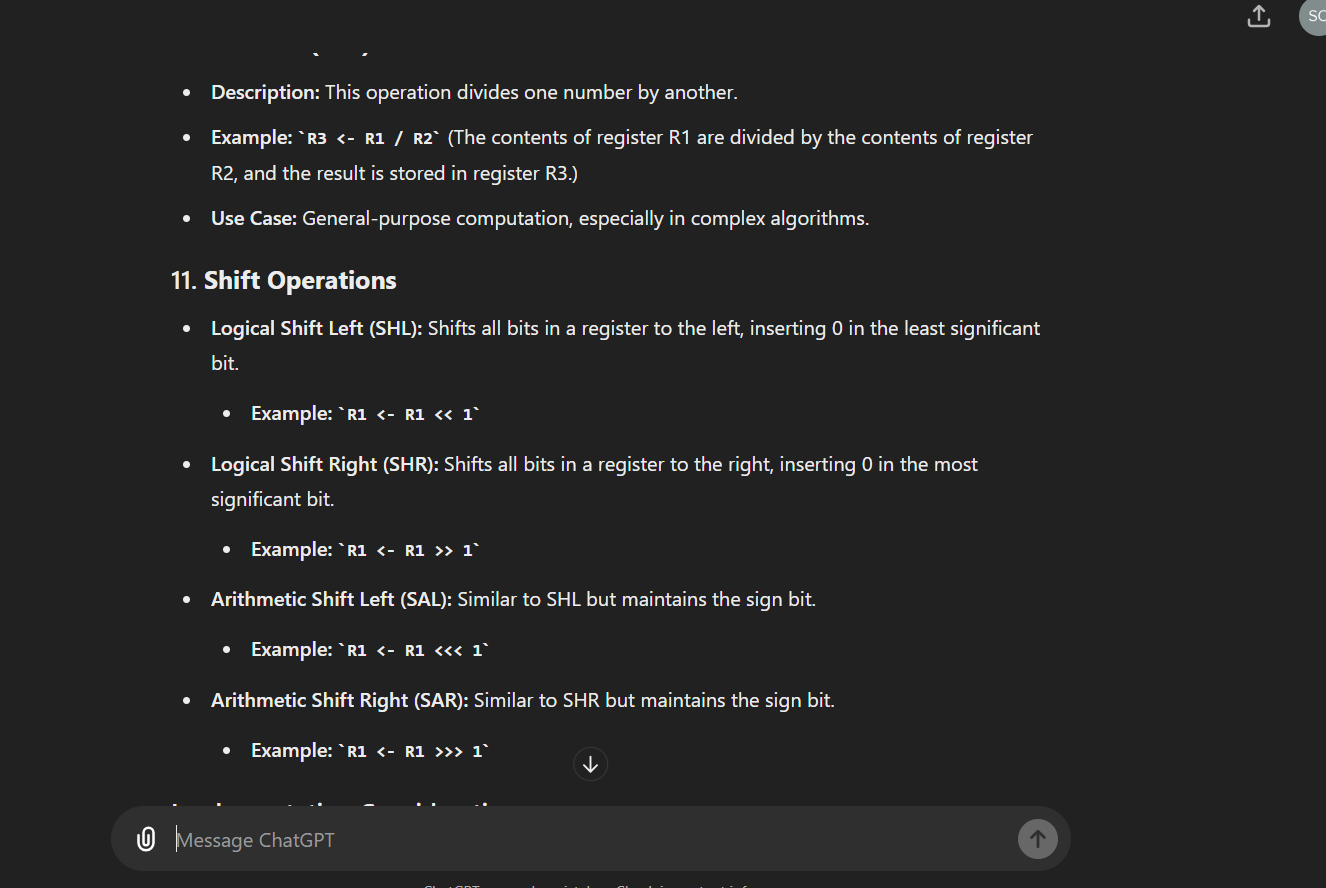 SC
Description: This operation divides one number by another.
Example: `R3 <- R1 / R2` (The contents of register R1 are divided by the contents of register
R2, and the result is stored in register R3.)
Use Case: General-purpose computation, especially in complex algorithms.
11. Shift Operations
Logical Shift Left (SHL): Shifts all bits in a register to the left, inserting 0 in the least significant
bit.
Example: `R1 <- R1 << 1`
Logical Shift Right (SHR): Shifts all bits in a register to the right, inserting 0 in the most
significant bit.
Example: `R1 <- R1 >> 1`
Arithmetic Shift Left (SAL): Similar to SHL but maintains the sign bit.
Example: `R1 <- R1 <<< 1`
Arithmetic Shift Right (SAR): Similar to SHR but maintains the sign bit.
Example: `R1 <- R1 >>> 1`
Message ChatGPT